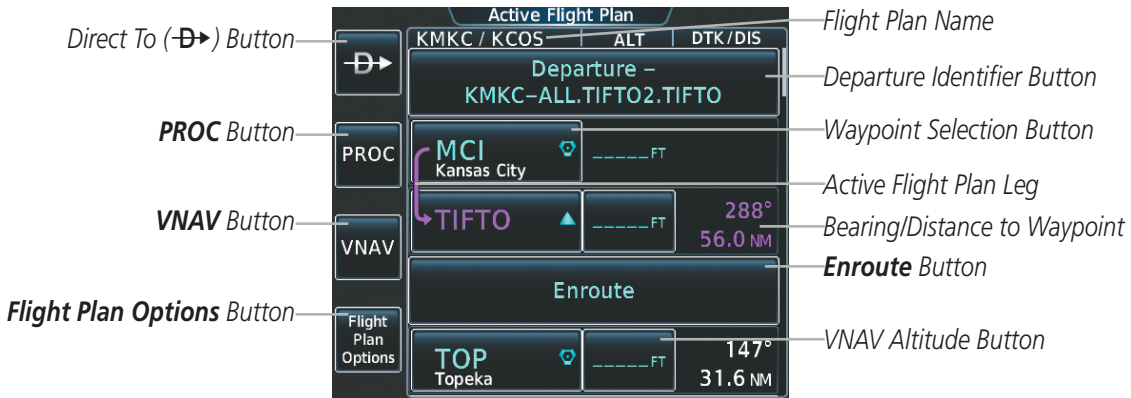 Active Flight Plan
KMKC / KCOS ALT DTK/DIS
Flight Plan Name
Direct To (D) Button
D
Departure –
KMKC–ALL.TIFTO2.TIFTO
Departure Identifier Button
PROC Button
PROC
MCI
Kansas City
_____FT
Waypoint Selection Button
Active Flight Plan Leg
VNAV Button
VNAV
TIFTO
_____FT
288°
56.0 NM
Bearing/Distance to Waypoint
Enroute Button
Enroute
Flight Plan Options Button
Flight
Plan
Options
TOP
Topeka
_____FT
147°
31.6 NM
VNAV Altitude Button